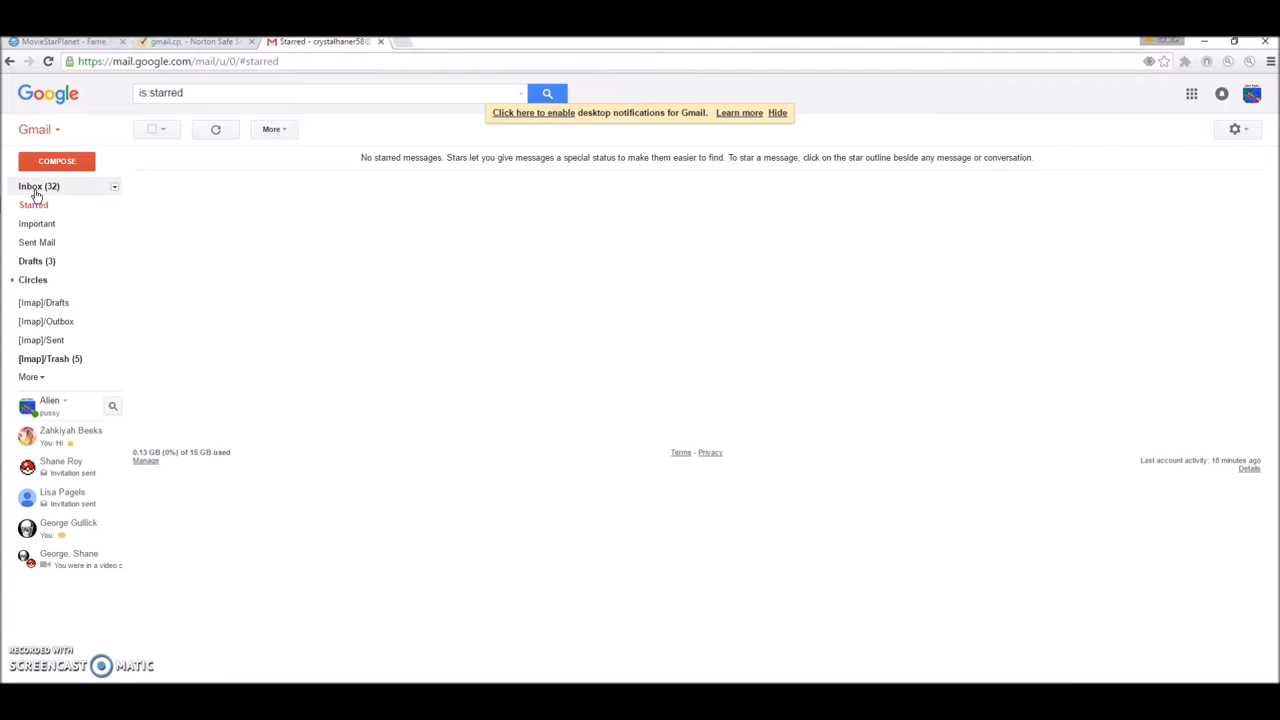 MovieStarPlanet - Fame,
gmail.cp, - Norton Safe S
Starred - crystalhaner58@
https://mail.google.com/mail/u/0/#starred
Google
is:starred
Click here to enable desktop notifications for Gmail. Learn more Hide
Gmail
More
COMPOSE
No starred messages. Stars let you give messages a special status to make them easier to find. To star a message, click on the star outline beside any message or conversation.
Inbox (32)
Starred
Important
Sent Mail
Drafts (3)
Circles
[Imap]/Drafts
[Imap]/Outbox
[Imap]/Sent
[Imap]/Trash (5)
More
Alien
pussy
Zahkiyah Beeks
You: Hi
Shane Roy
Invitation sent
Lisa Pagels
Invitation sent
George Gullick
You:
George, Shane
You were in a video c
0.13 GB (0%) of 15 GB used
Manage
Terms - Privacy
Last account activity: 18 minutes ago
Details
RECORDED WITH
SCREENCAST MATIC